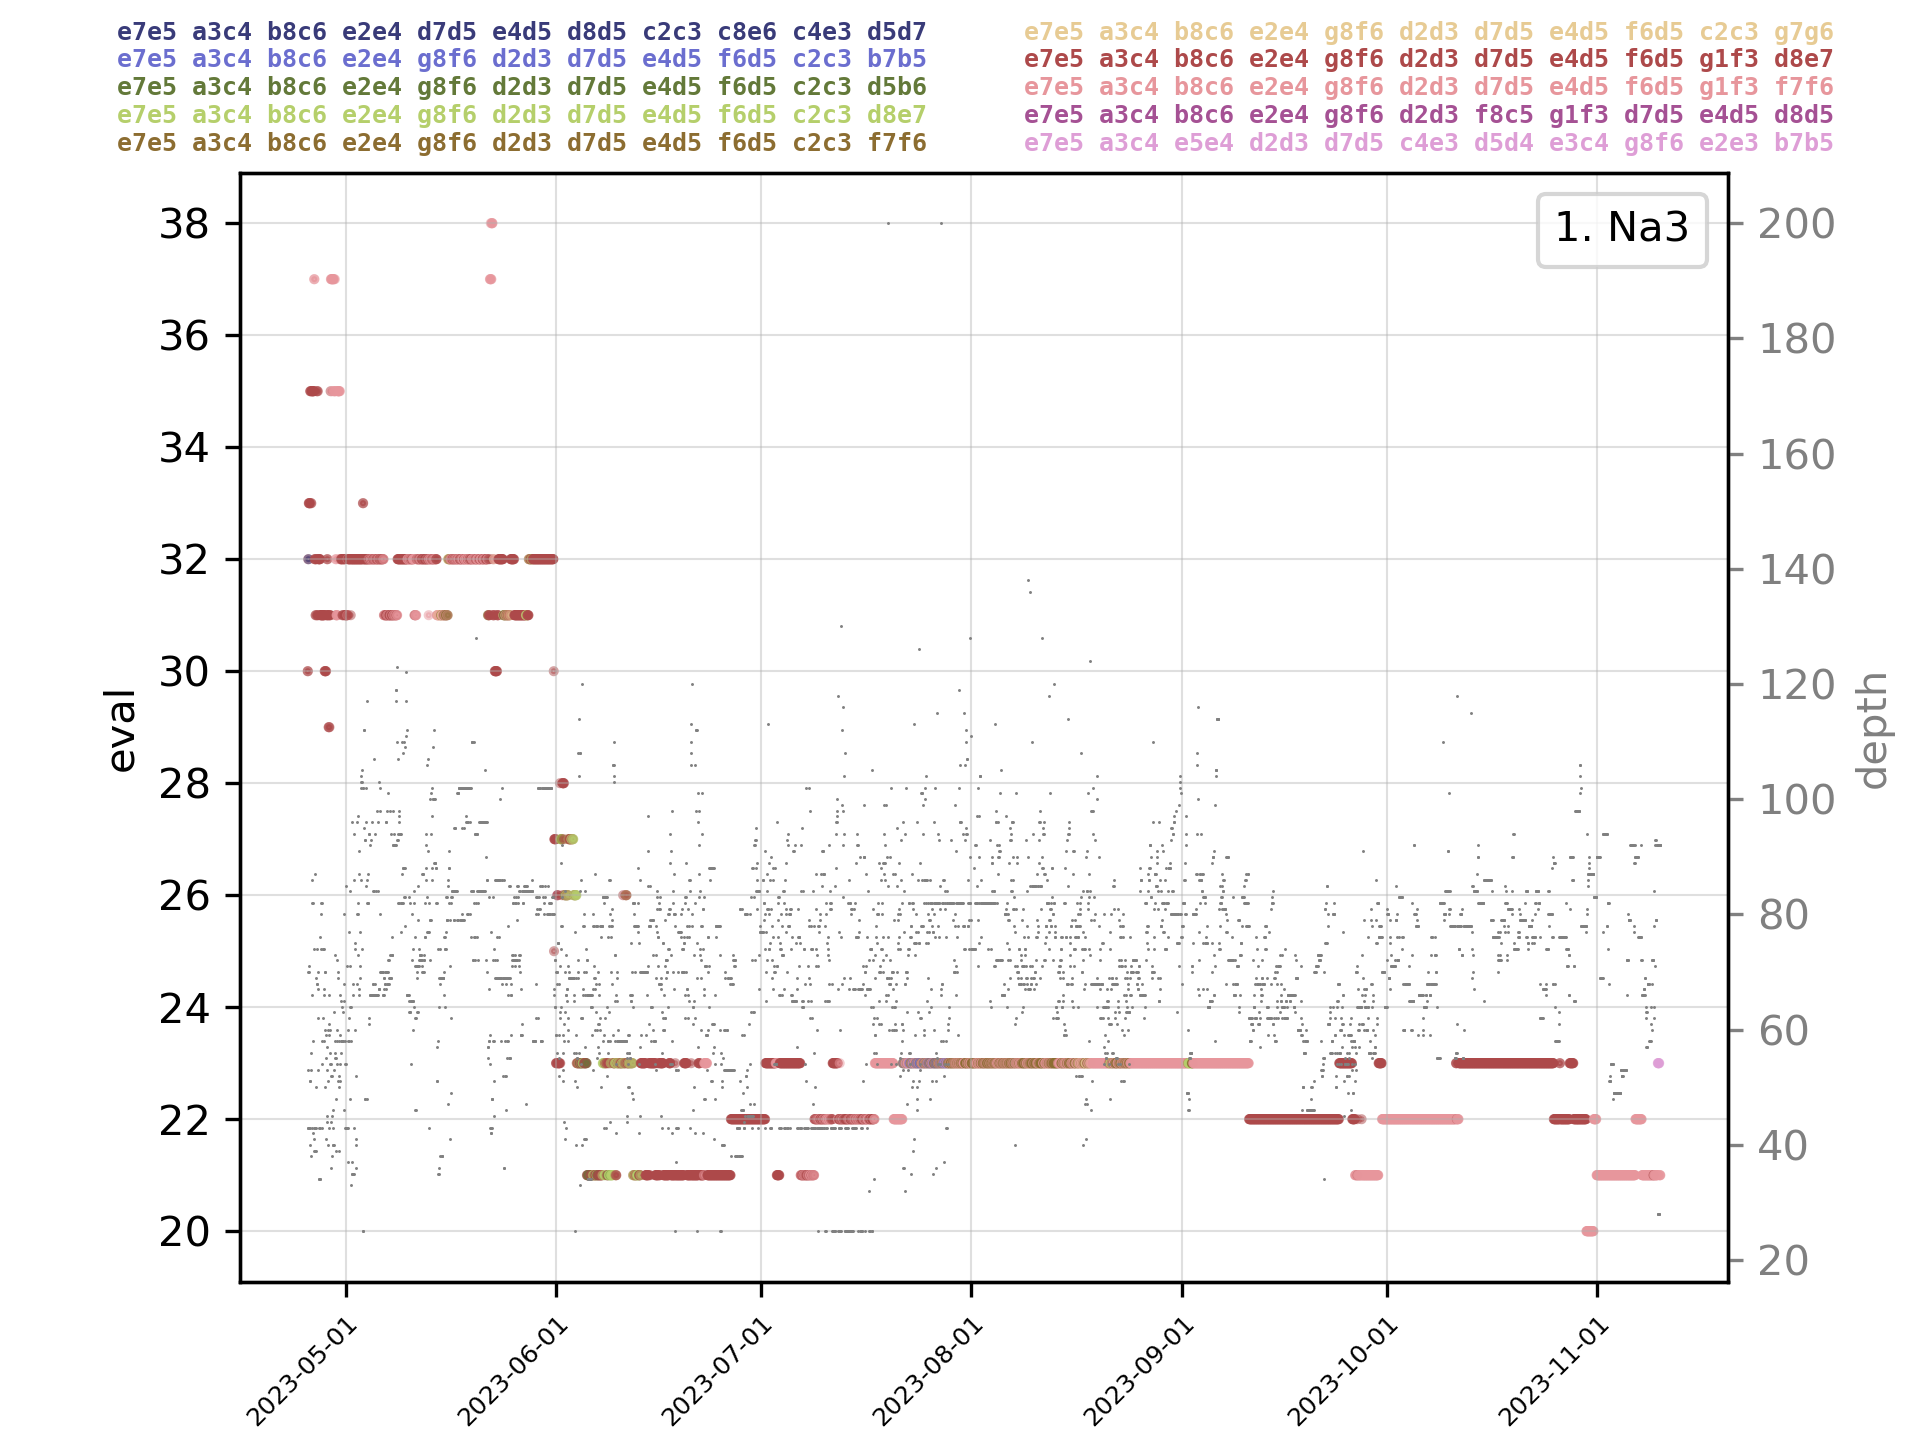 e7e5 a3c4 b8c6 e2e4 d7d5 e4d5 d8d5 c2c3 c8e6 c4e3 d5d7
e7e5 a3c4 b8c6 e2e4 g8f6 d2d3 d7d5 e4d5 f6d5 c2c3 b7b5
e7e5 a3c4 b8c6 e2e4 g8f6 d2d3 d7d5 e4d5 f6d5 c2c3 d5b6
e7e5 a3c4 b8c6 e2e4 g8f6 d2d3 d7d5 e4d5 f6d5 c2c3 d8e7
e7e5 a3c4 b8c6 e2e4 g8f6 d2d3 d7d5 e4d5 f6d5 c2c3 f7f6
e7e5 a3c4 b8c6 e2e4 g8f6 d2d3 d7d5 e4d5 f6d5 c2c3 g7g6
e7e5 a3c4 b8c6 e2e4 g8f6 d2d3 d7d5 e4d5 f6d5 g1f3 d8e7
e7e5 a3c4 b8c6 e2e4 g8f6 d2d3 d7d5 e4d5 f6d5 g1f3 f7f6
e7e5 a3c4 b8c6 e2e4 g8f6 d2d3 f8c5 g1f3 d7d5 e4d5 d8d5
e7e5 a3c4 e5e4 d2d3 d7d5 c4e3 d5d4 e3c4 g8f6 e2e3 b7b5
1. Na3
eval
38
36
34
32
30
28
26
24
22
20
200
180
160
140
120
100
80
60
40
20
depth
2023-05-01
2023-06-01
2023-07-01
2023-08-01
2023-09-01
2023-10-01
2023-11-01